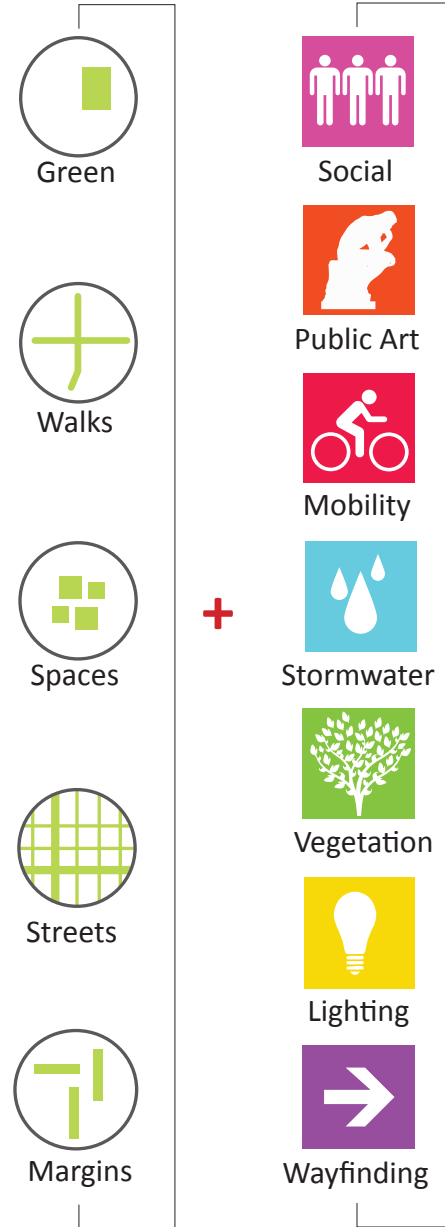 Green
Walks
Spaces
Streets
Margins
+
Social
Public Art
Mobility
Stormwater
Vegetation
Lighting
Wayfinding